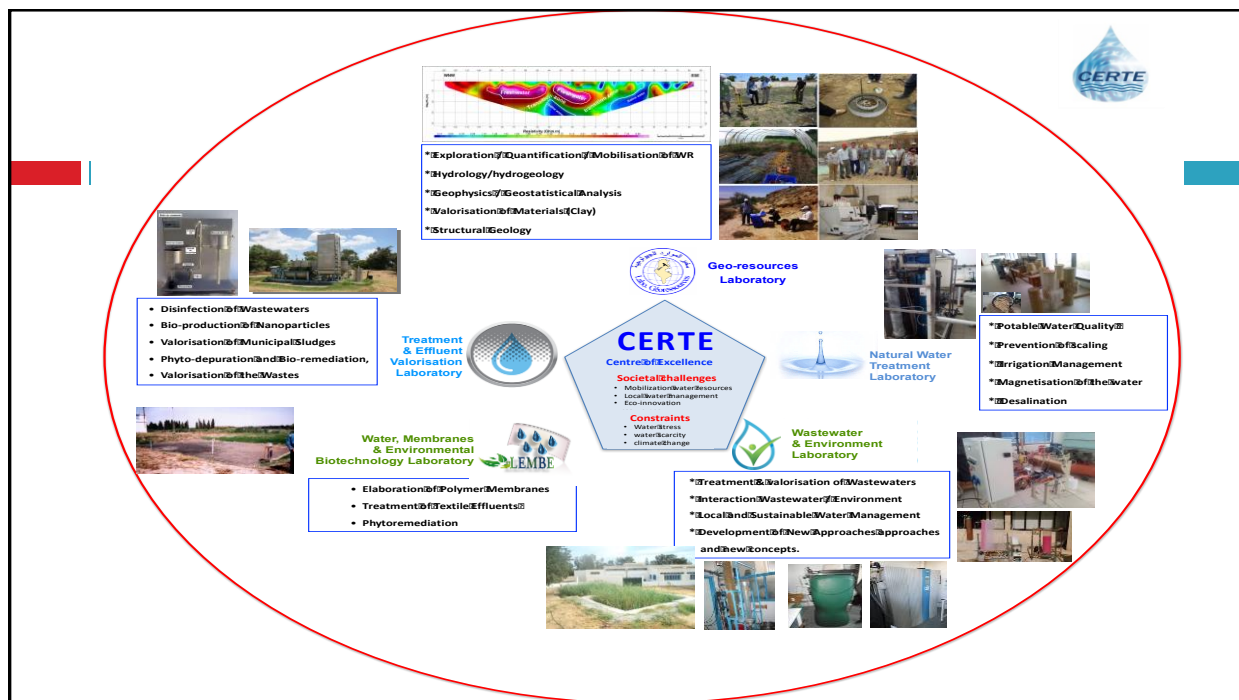 CERTE
WNW
Freshwater
* Exploration / Quantification / Mobilisation of WR
* Hydrology/hydrogeology
* Geophysics / Geostatistical Analysis
* Valorisation of Materials (Clay)
* Structural Geology
Geo-resources
Laboratory
• Disinfection of Wastewaters
• Bio-production of Nanoparticles
• Valorisation of Municipal Sludges
• Phyto-depuration and Bio-remediation,
• Valorisation of the Wastes
Treatment
& Effluent
Valorisation
Laboratory
CERTE
Centre of Excellence
Societal challenges
• Mobilization water resources
• Local water management
• Eco-innovation
Constraints
• Water stress
• water scarcity
• climate change
Natural Water
Treatment
Laboratory
* Potable Water Quality
* Prevention of scaling
* Irrigation Management
* Magnetisation of the water
* Desalination
Water, Membranes
& Environmental
Biotechnology Laboratory
LEMBE
• Elaboration of Polymer Membranes
• Treatment of Textile Effluents
• Phytoremediation
Wastewater
& Environment
Laboratory
* Treatment & valorisation of Wastewaters
* Interaction Wastewater / Environment
* Local and Sustainable Water Management
* Development of New Approaches approaches
and new concepts.